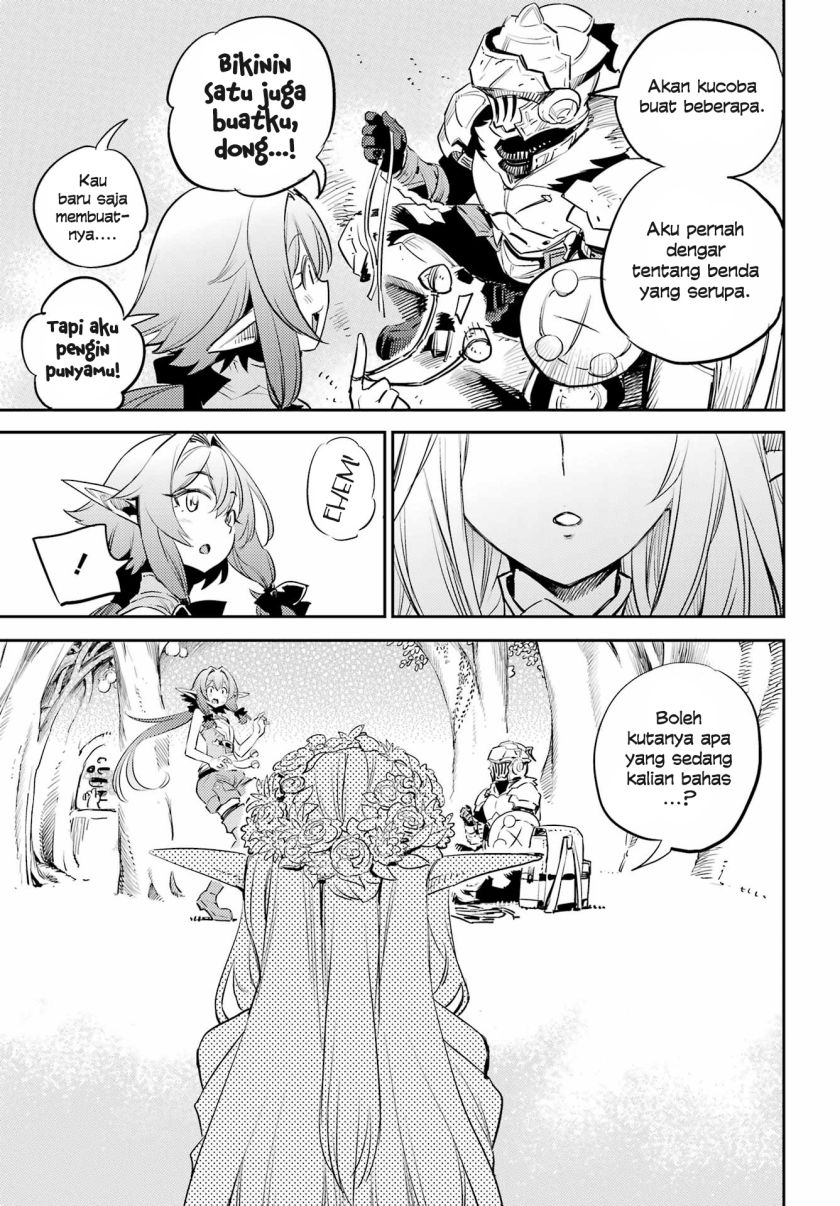 Akan kucoba
buat beberapa.
Aku pernah
dengar
tentang benda
yang serupa.
Bikinin
satu juga
buatku,
dong...!
Kau
baru saja
membuat-
nya....
Tapi aku
pengin
punyamu!
EHEM!
!
Boleh
kutanya apa
yang sedang
kalian bahas
...?